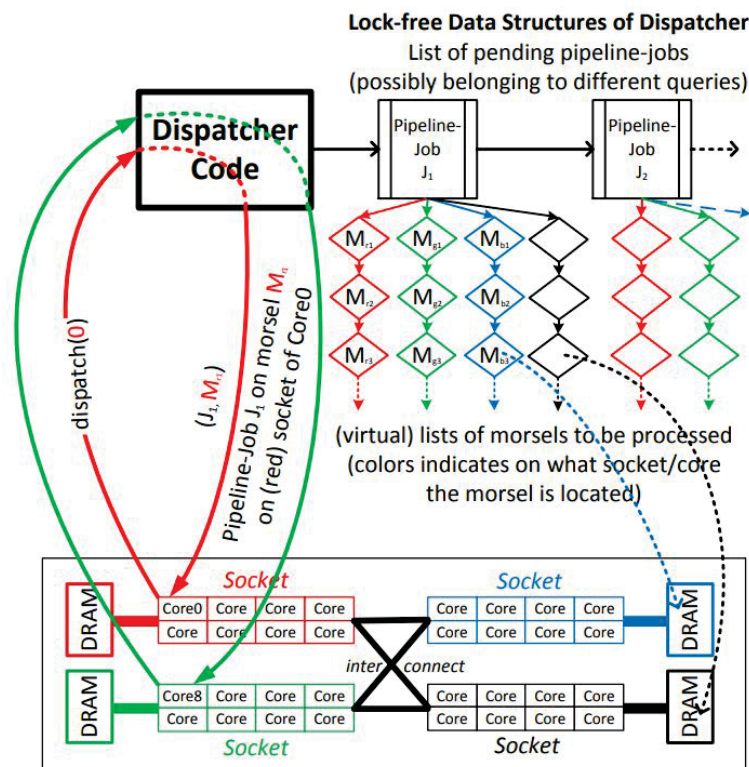 Lock-free Data Structures of Dispatcher
List of pending pipeline-jobs
(possibly belonging to different queries)
Dispatcher
Code
Pipeline-
Job
J₁
Pipeline-
Job
J₂
Mr1
Mg1
Mb1
Mr2
Mg2
Mb2
Mr3
Mg3
Mb3
dispatch(0)
(J₁, Mr1)
Pipeline-Job J₁ on morsel Mr1
on (red) socket of Core0
(virtual) lists of morsels to be processed
(colors indicates on what socket/core
the morsel is located)
Socket
Socket
DRAM
Core0 Core Core Core
Core Core Core Core
Core Core Core Core
Core Core Core Core
DRAM
inter connect
DRAM
Core8 Core Core Core
Core Core Core Core
Core Core Core Core
Core Core Core Core
DRAM
Socket
Socket